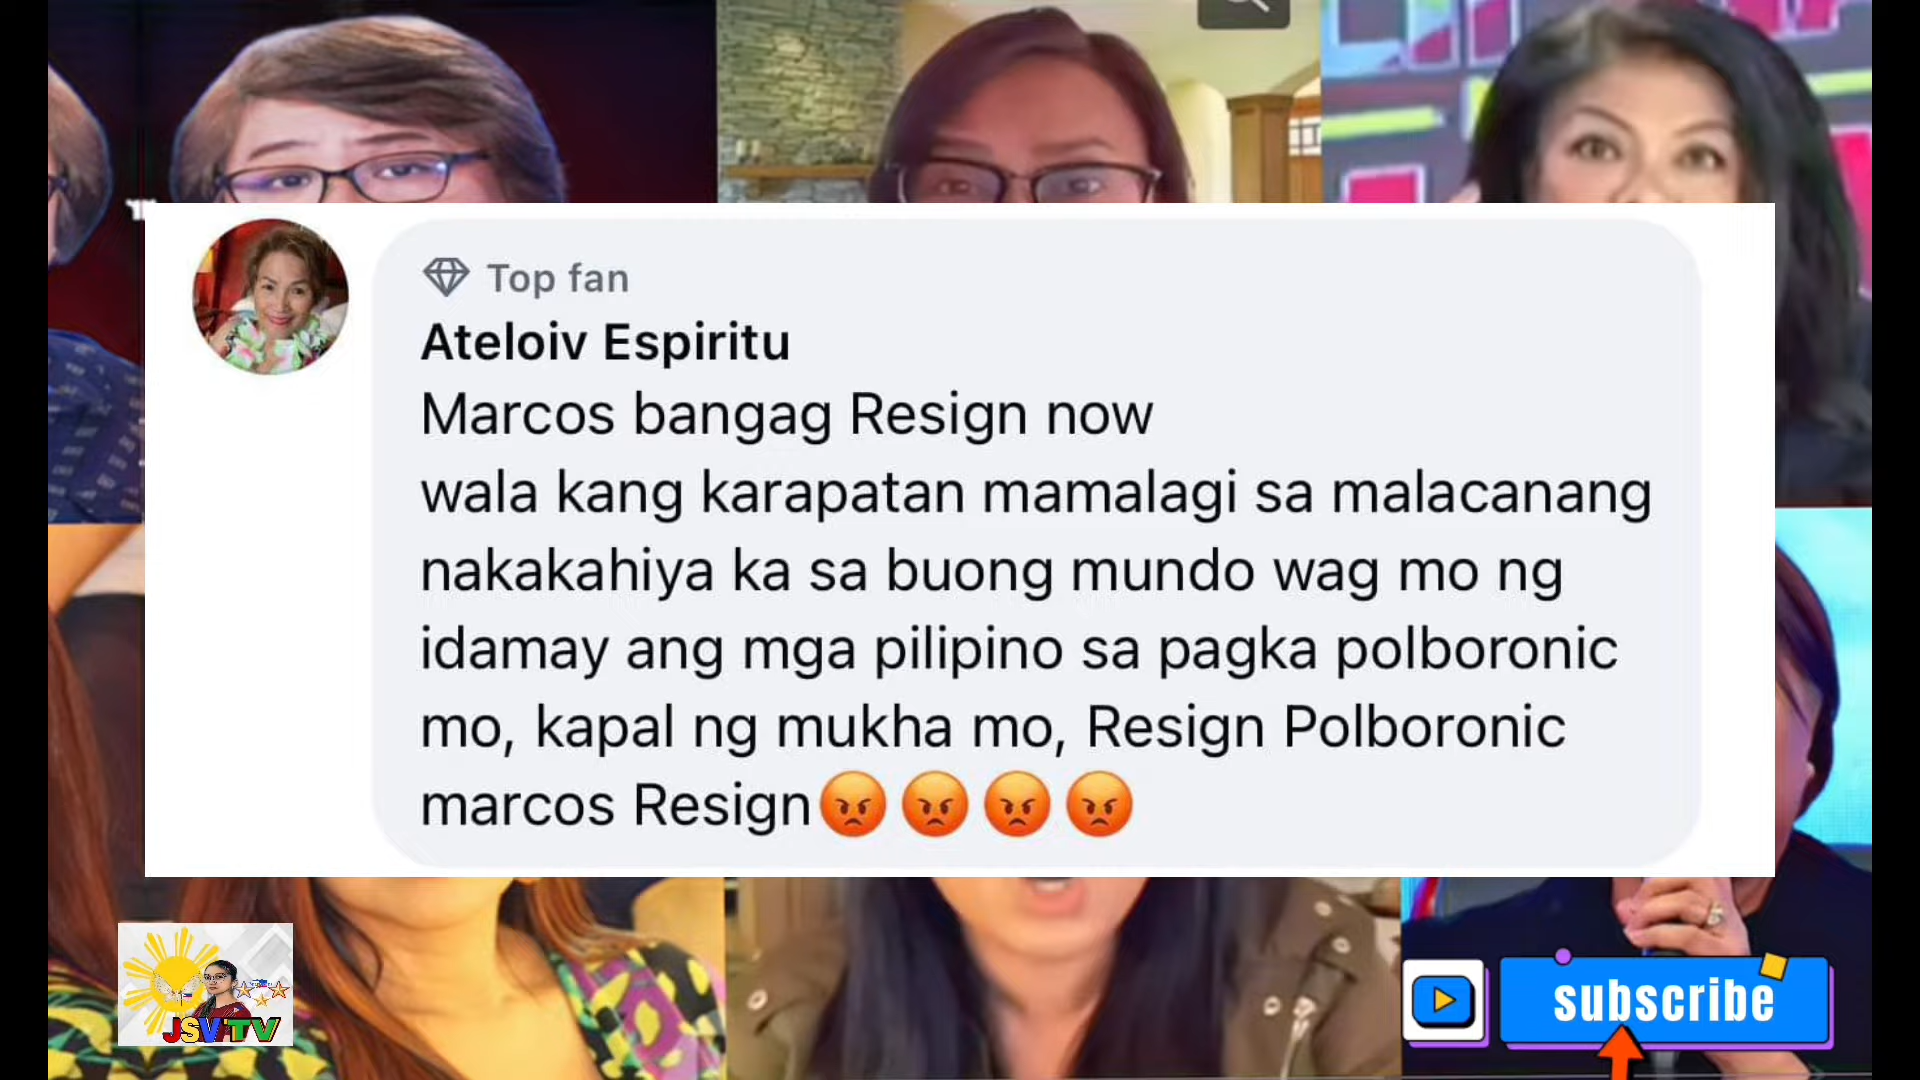 Top fan
Ateloiv Espiritu
Marcos bangag Resign now
wala kang karapatan mamalagi sa malacanang
nakakahiya ka sa buong mundo wag mo ng
idamay ang mga pilipino sa pagka polboronic
mo, kapal ng mukha mo, Resign Polboronic
marcos Resign😡😡😡😡
JSV TV
subscribe